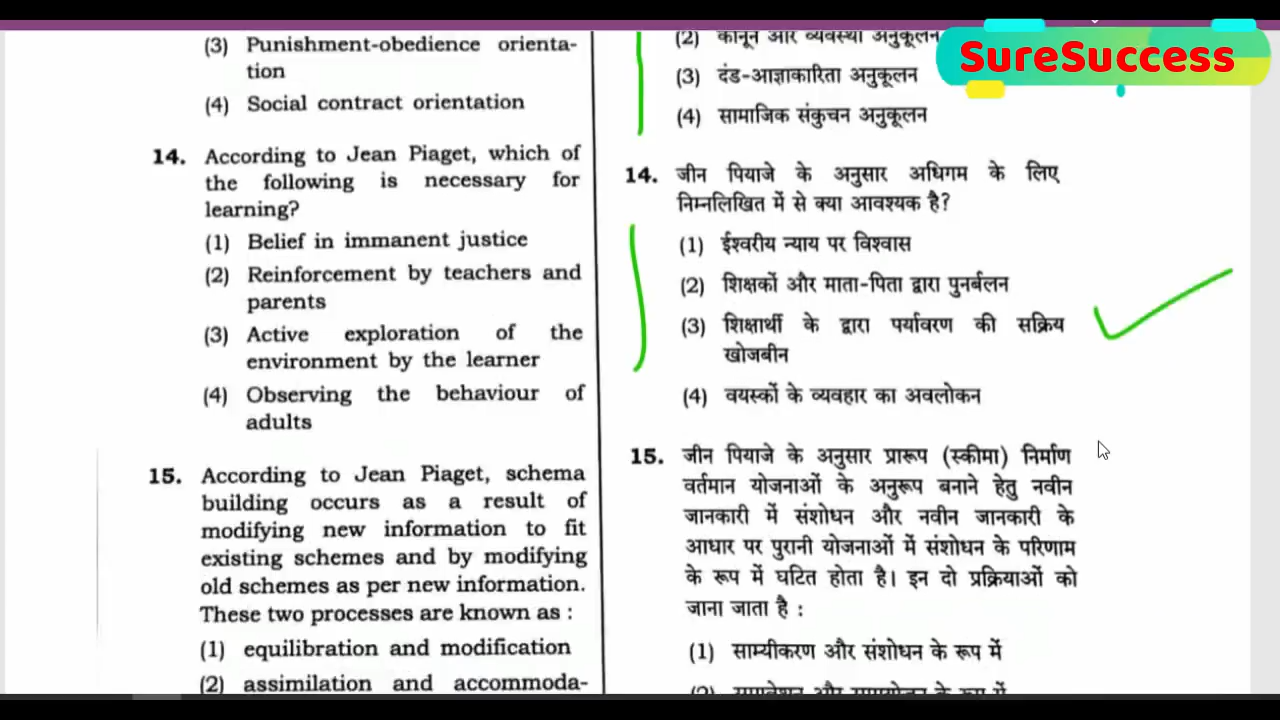 (3) Punishment-obedience orienta-
tion
(4) Social contract orientation
14. According to Jean Piaget, which of
the following is necessary for
learning?
(1) Belief in immanent justice
(2) Reinforcement by teachers and
parents
(3) Active exploration of the
environment by the learner
(4) Observing the behaviour of
adults
15. According to Jean Piaget, schema
building occurs as a result of
modifying new information to fit
existing schemes and by modifying
old schemes as per new information.
These two processes are known as :
(1) equilibration and modification
(2) assimilation and accommoda-
(2) कानून और व्यवस्था अनुकूलन
(3) दंड-आज्ञाकारिता अनुकूलन
(4) सामाजिक संकुचन अनुकूलन
14. जीन पियाजे के अनुसार अधिगम के लिए
निम्नलिखित में से क्या आवश्यक है?
(1) ईश्वरीय न्याय पर विश्वास
(2) शिक्षकों और माता-पिता द्वारा पुनर्बलन
(3) शिक्षार्थी के द्वारा पर्यावरण की सक्रिय
खोजबीन
(4) वयस्कों के व्यवहार का अवलोकन
15. जीन पियाजे के अनुसार प्रारूप (स्कीमा) निर्माण
वर्तमान योजनाओं के अनुरूप बनाने हेतु नवीन
जानकारी में संशोधन और नवीन जानकारी के
आधार पर पुरानी योजनाओं में संशोधन के परिणाम
के रूप में घटित होता है। इन दो प्रक्रियाओं को
जाना जाता है :
(1) साम्यीकरण और संशोधन के रूप में
SureSuccess